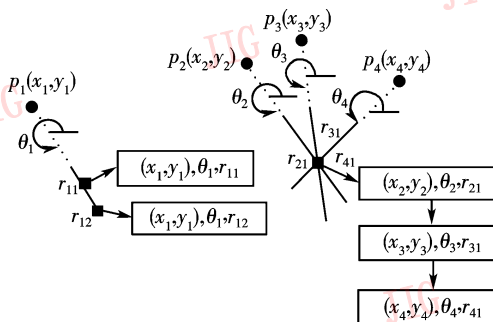 JJG
p₃(x₃,y₃)
θ₃
p₂(x₂,y₂)
p₄(x₄,y₄)
p₁(x₁,y₁)
θ₂
θ₄
θ₁
r₃₁
r₂₁
r₄₁
r₁₁
(x₁,y₁),θ₁,r₁₁
(x₂,y₂),θ₂,r₂₁
r₁₂
(x₁,y₁),θ₁,r₁₂
(x₃,y₃),θ₃,r₃₁
(x₄,y₄),θ₄,r₄₁